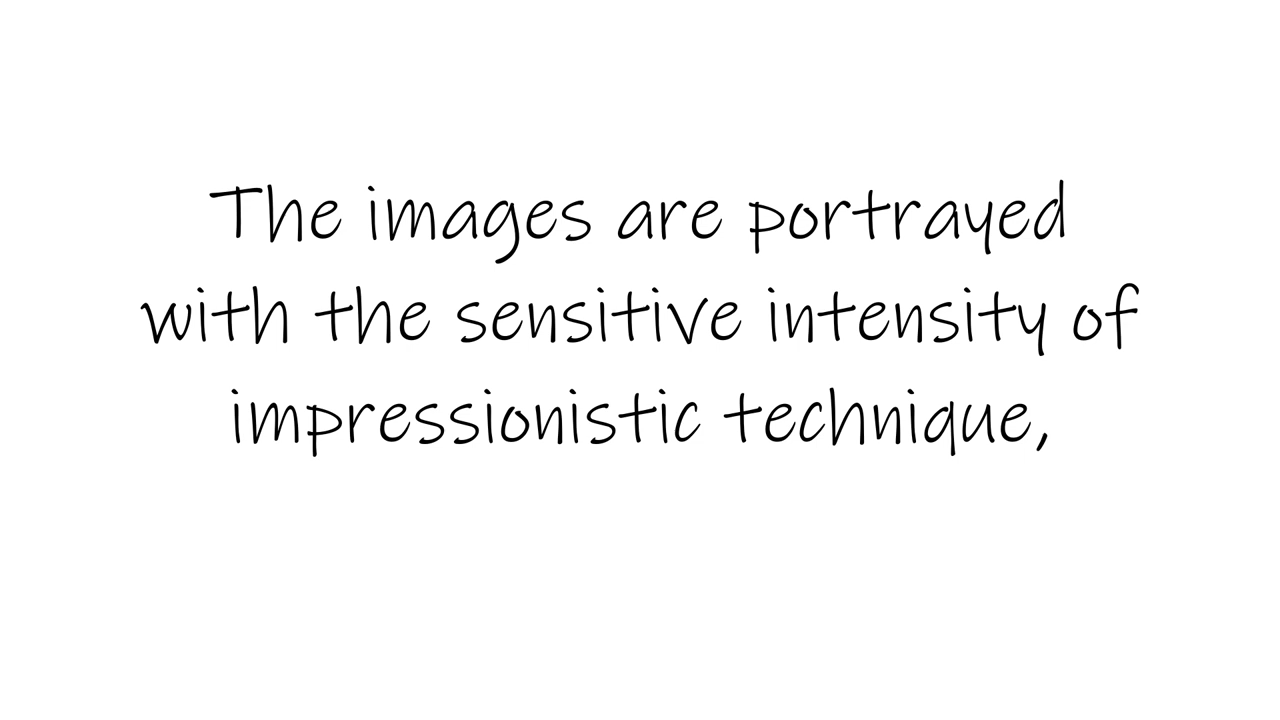 The images are portrayed
with the sensitive intensity of
impressionistic technique,